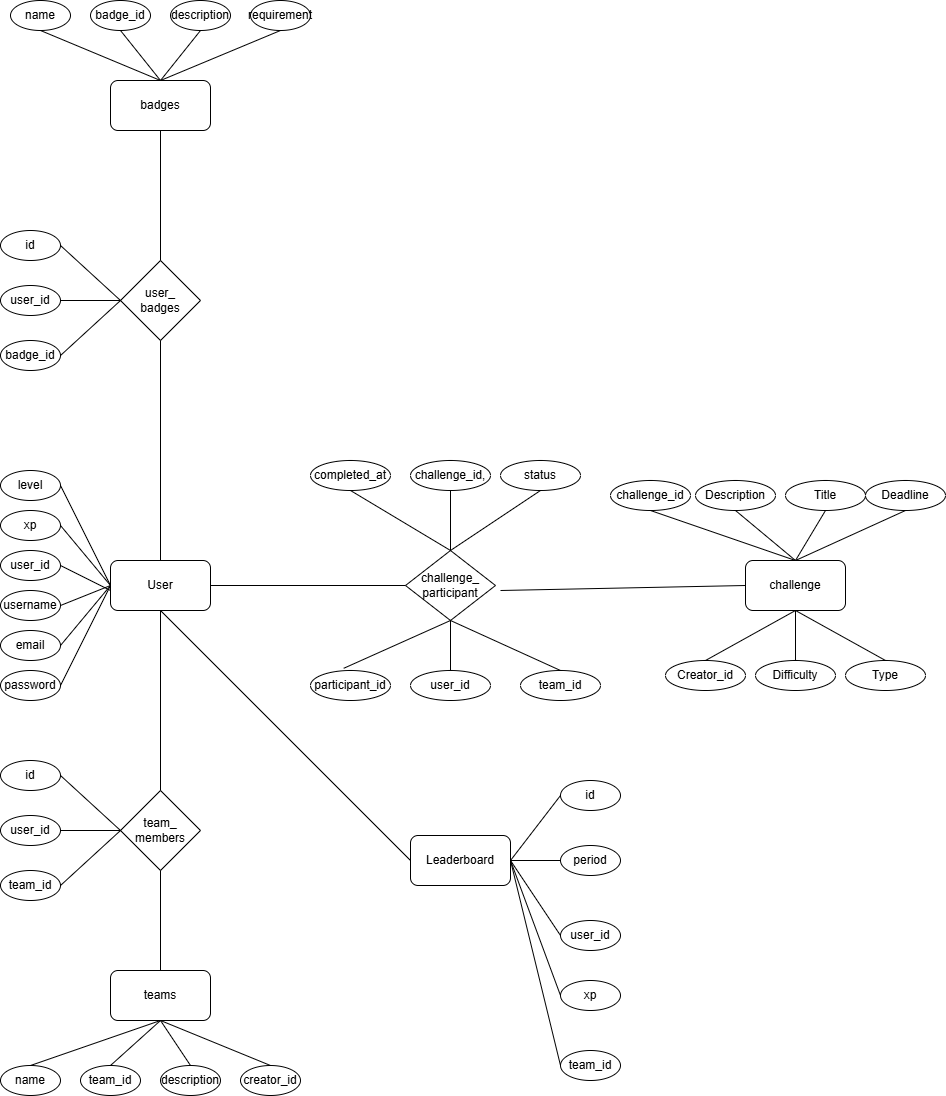 name
badge_id
description
requirement
badges
id
user_
badges
user_id
badge_id
level
xp
user_id
username
email
password
User
completed_at
challenge_id,
status
challenge_
participant
participant_id
user_id
team_id
challenge_id
Description
Title
Deadline
challenge
Creator_id
Difficulty
Type
id
user_id
team_id
team_
members
Leaderboard
id
period
user_id
xp
team_id
teams
name
team_id
description
creator_id